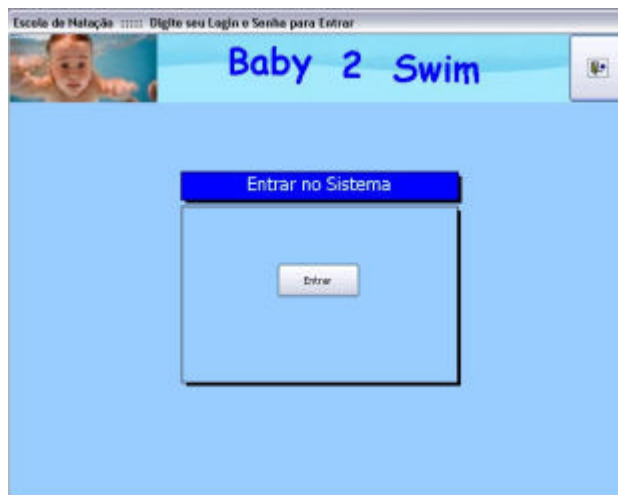 Escola de Natação ::::: Digite seu Login e Senha para Entrar
Baby 2 Swim
Entrar no Sistema
Entrar